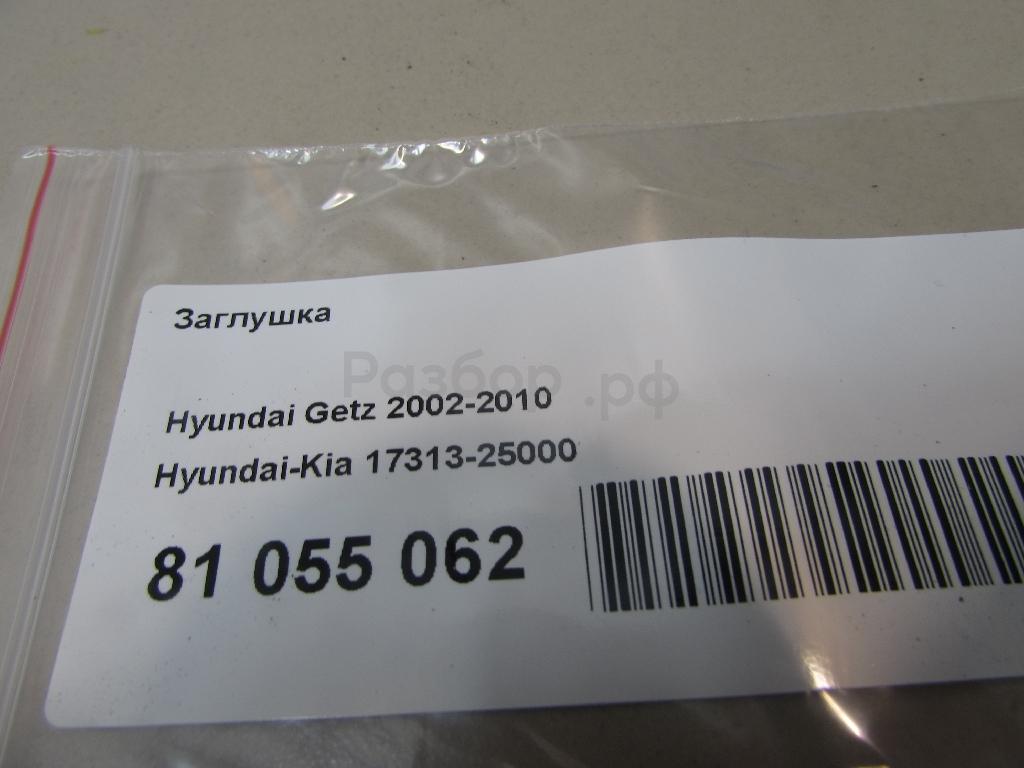 Заглушка
Разбор.рф
Hyundai Getz 2002-2010
Hyundai-Kia 17313-25000
81 055 062